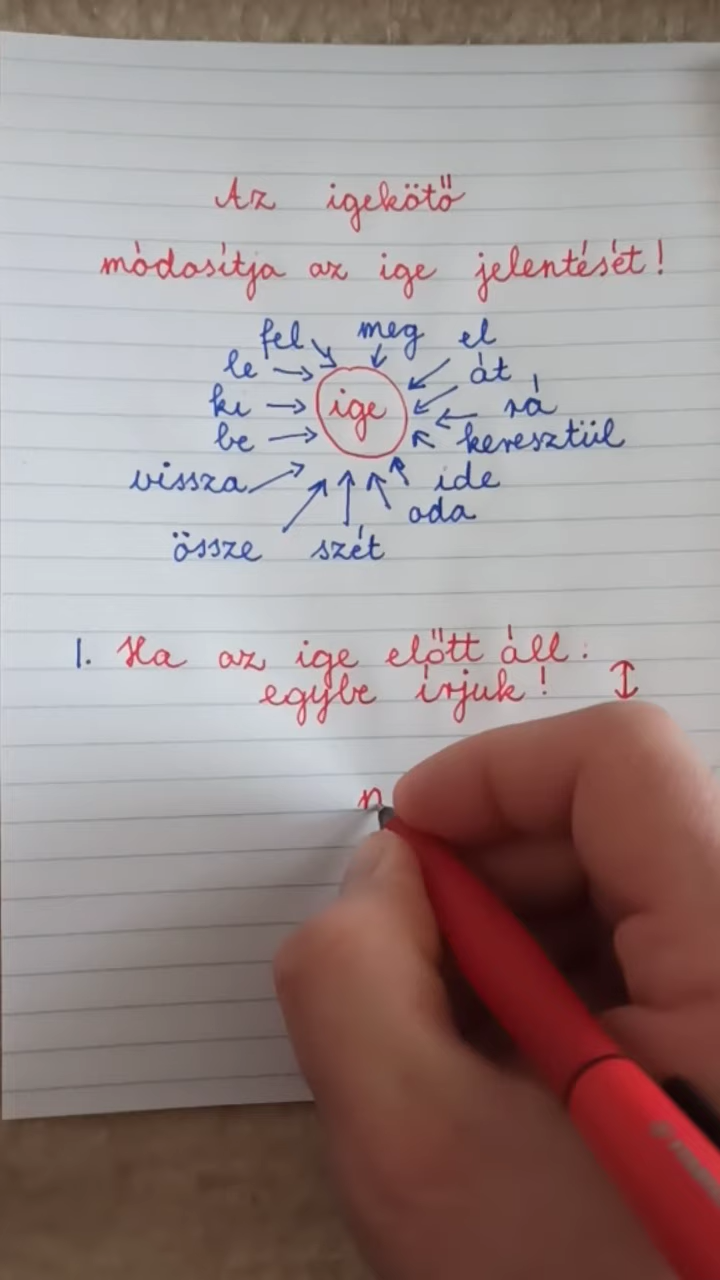 Az igekötő
módosítja az ige jelentését!
fel meg el
le át
ki ige rá
be keresztül
vissza ide
oda
össze szét
1. Ha az ige előtt áll:
egybe írjuk! ↕
n